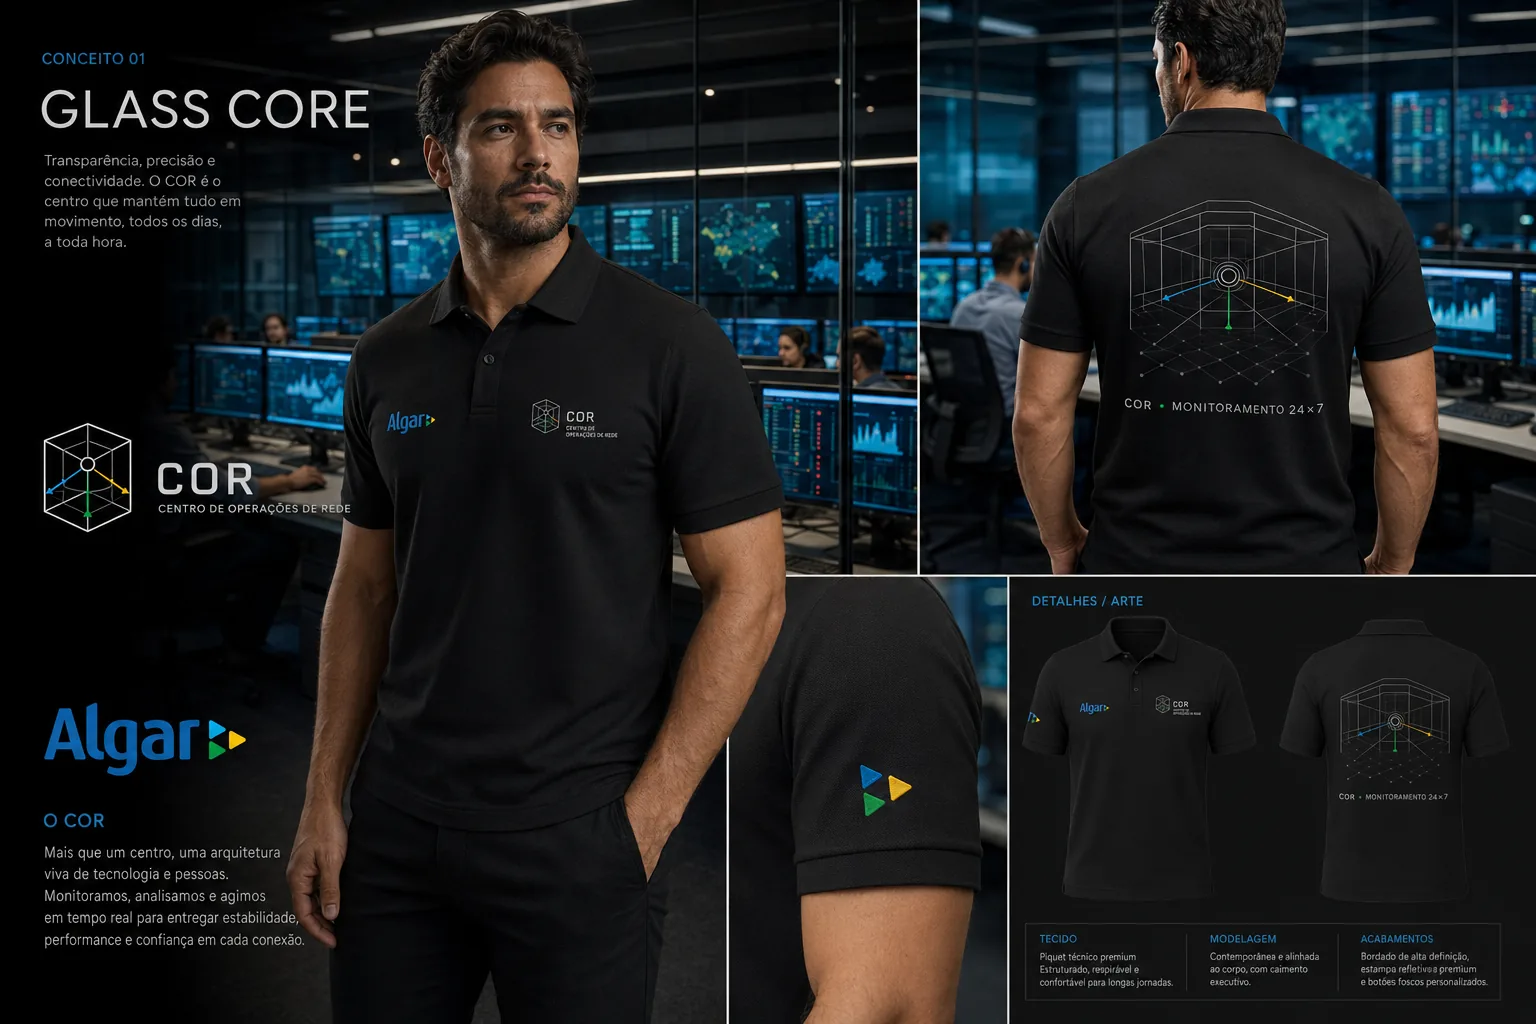 CONCEITO 01
GLASS CORE
Transparência, precisão e
conectividade. O COR é o
centro que mantém tudo em
movimento, todos os dias,
a toda hora.
COR
CENTRO DE OPERAÇÕES DE REDE
Algar
O COR
Mais que um centro, uma arquitetura
viva de tecnologia e pessoas.
Monitoramos, analisamos e agimos
em tempo real para entregar estabilidade,
performance e confiança em cada conexão.
Algar
COR
CENTRO DE
OPERAÇÕES DE REDE
COR • MONITORAMENTO 24×7
DETALHES / ARTE
Algar
COR
COR • MONITORAMENTO 24×7
TECIDO
Piquet técnico premium
Estruturado, respirável e
confortável para longas jornadas.
MODELAGEM
Contemporânea e alinhada
ao corpo, com caimento
executivo.
ACABAMENTOS
Bordado de alta definição,
estampa refletiva premium
e botões foscos personalizados.